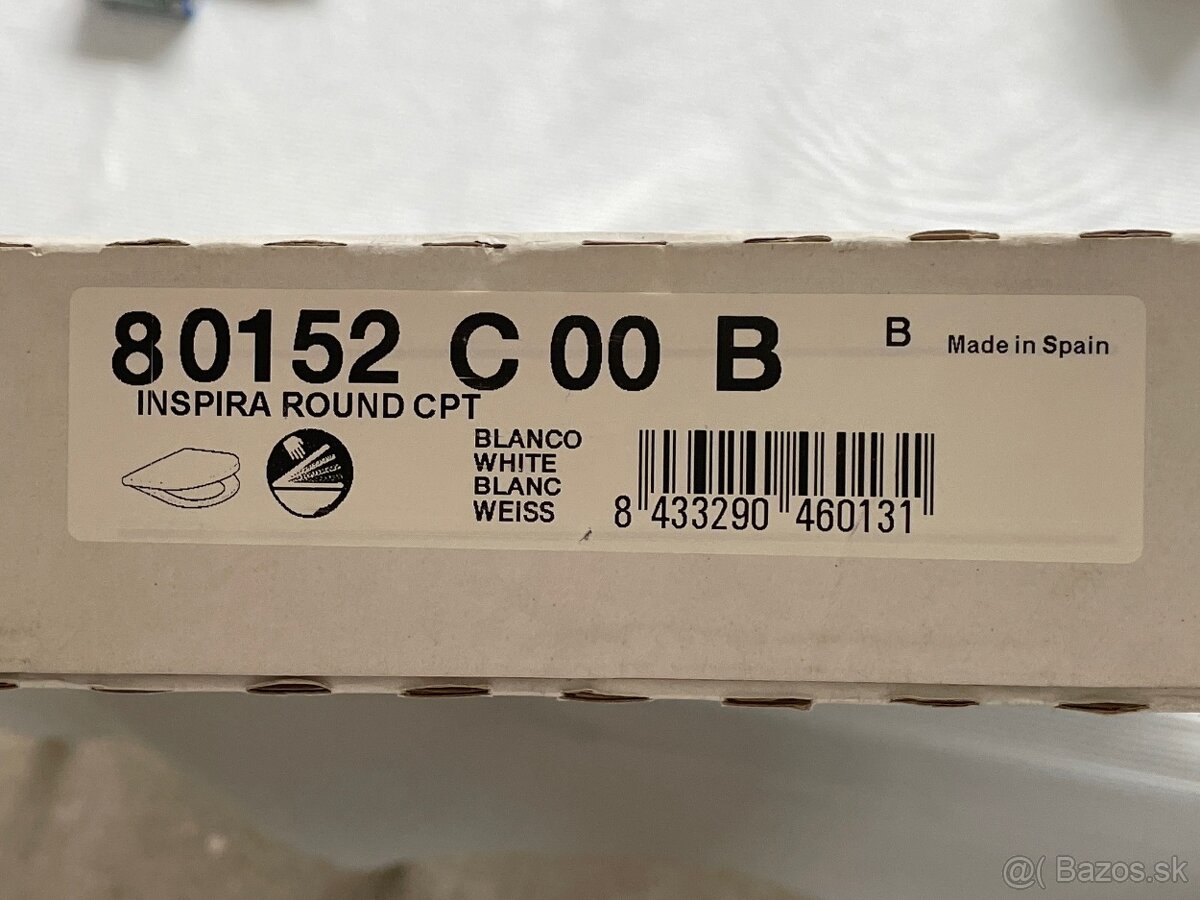 80152 C 00 B B Made in Spain
INSPIRA ROUND CPT
BLANCO
WHITE
BLANC
WEISS
8 433290 460131
@( Bazos.sk